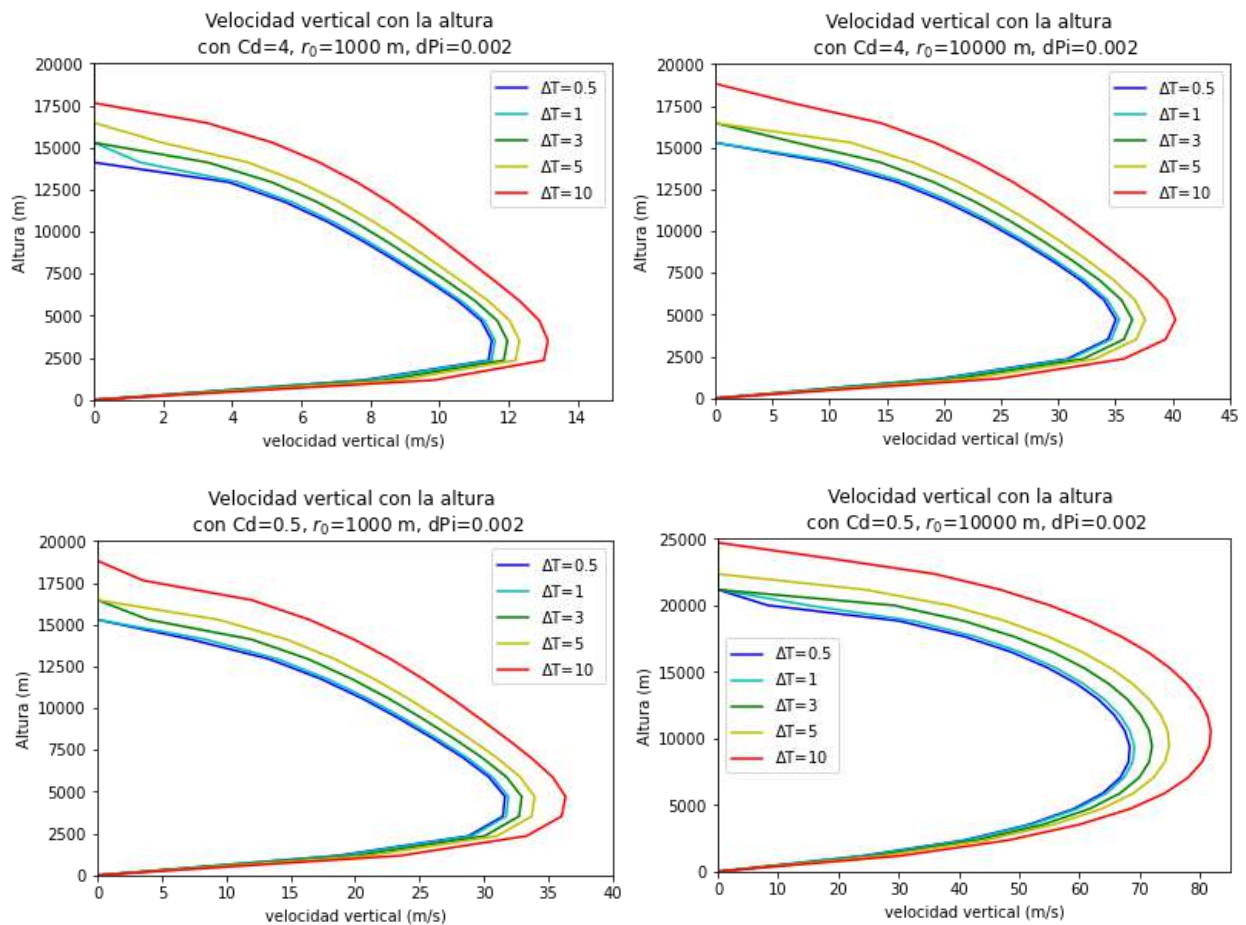 Velocidad vertical con la altura
con Cd=4, r₀=1000 m, dPi=0.002
20000
17500
15000
12500
10000
7500
5000
2500
0
Altura (m)
ΔT=0.5
ΔT=1
ΔT=3
ΔT=5
ΔT=10
0 2 4 6 8 10 12 14
velocidad vertical (m/s)
Velocidad vertical con la altura
con Cd=4, r₀=10000 m, dPi=0.002
20000
17500
15000
12500
10000
7500
5000
2500
0
Altura (m)
ΔT=0.5
ΔT=1
ΔT=3
ΔT=5
ΔT=10
0 5 10 15 20 25 30 35 40 45
velocidad vertical (m/s)
Velocidad vertical con la altura
con Cd=0.5, r₀=1000 m, dPi=0.002
20000
17500
15000
12500
10000
7500
5000
2500
0
Altura (m)
ΔT=0.5
ΔT=1
ΔT=3
ΔT=5
ΔT=10
0 10 20 30 40
velocidad vertical (m/s)
Velocidad vertical con la altura
con Cd=0.5, r₀=10000 m, dPi=0.002
25000
20000
15000
10000
5000
0
Altura (m)
ΔT=0.5
ΔT=1
ΔT=3
ΔT=5
ΔT=10
0 10 20 30 40 50 60 70 80
velocidad vertical (m/s)